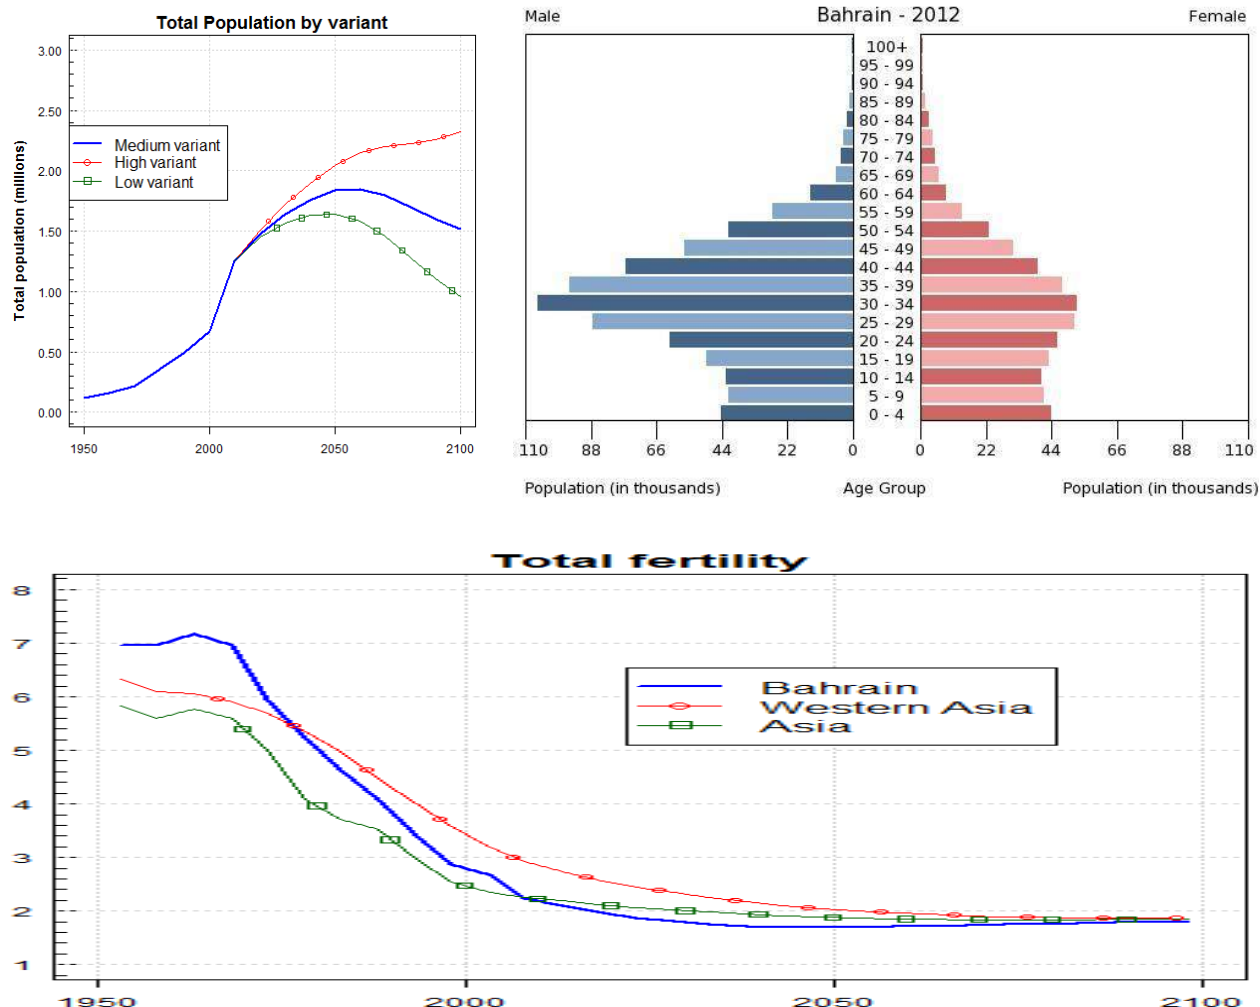 Total Population by variant
Total population (millions)
3.00
2.50
2.00
1.50
1.00
0.50
0.00
Medium variant
High variant
Low variant
1950 2000 2050 2100
Male Bahrain - 2012 Female
100+
95 - 99
90 - 94
85 - 89
80 - 84
75 - 79
70 - 74
65 - 69
60 - 64
55 - 59
50 - 54
45 - 49
40 - 44
35 - 39
30 - 34
25 - 29
20 - 24
15 - 19
10 - 14
5 - 9
0 - 4
110 88 66 44 22 0 0 22 44 66 88 110
Population (in thousands) Age Group Population (in thousands)
Total fertility
8
7
6
5
4
3
2
1
Bahrain
Western Asia
Asia
1950 2000 2050 2100